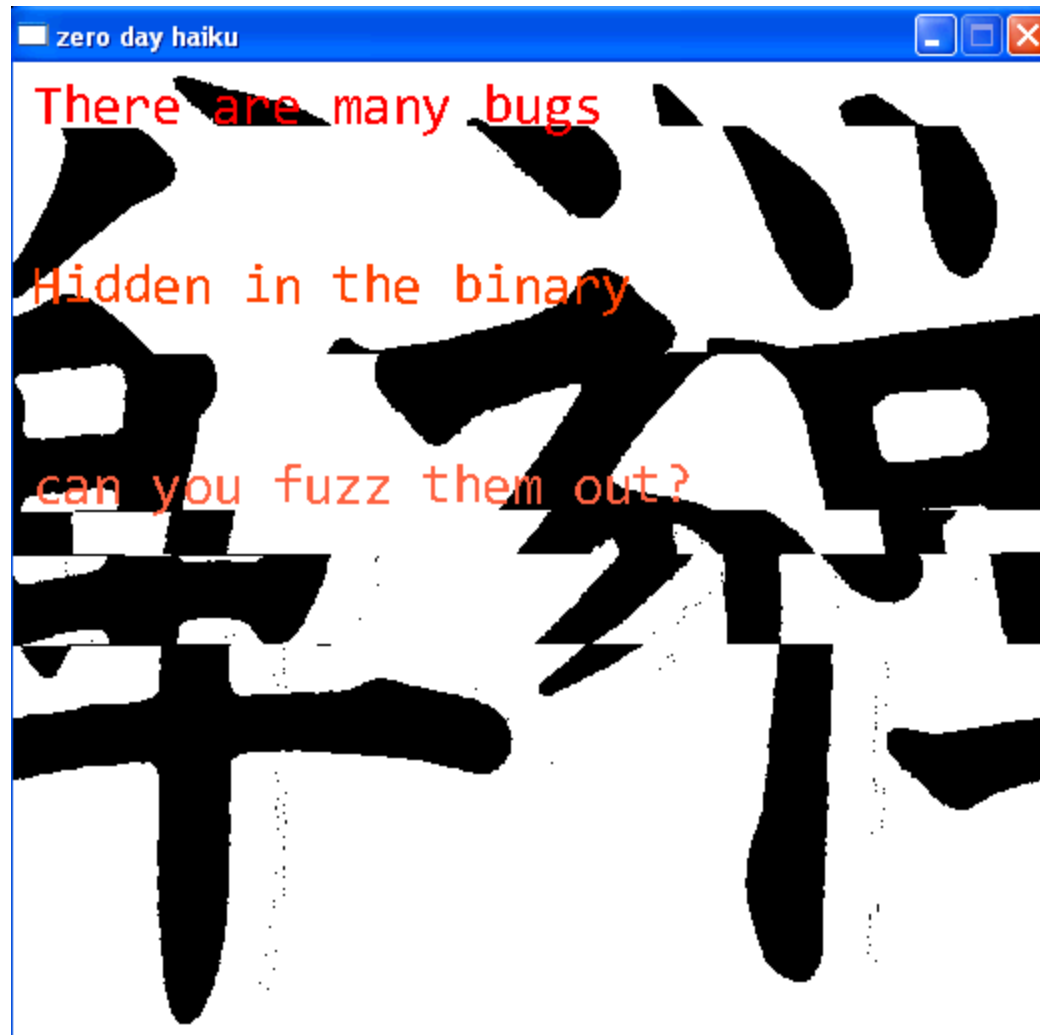 zero day haiku
There are many bugs
Hidden in the binary
can you fuzz them out?